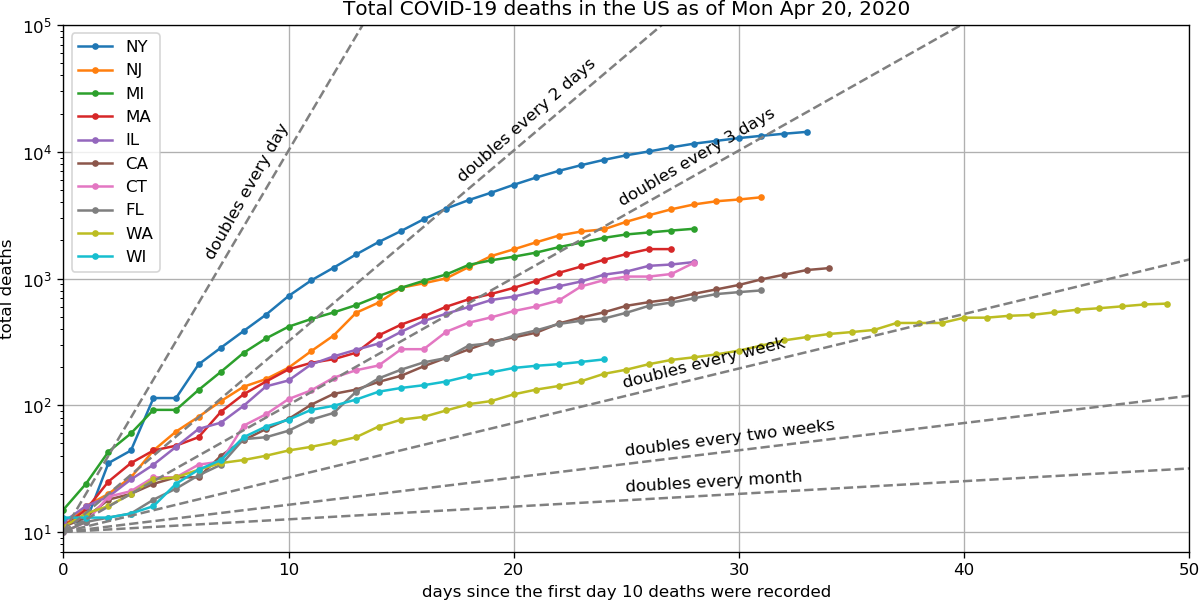 Total COVID-19 deaths in the US as of Mon Apr 20, 2020
10^5
10^4
10^3
10^2
10^1
total deaths
NY
NJ
MI
MA
IL
CA
CT
FL
WA
WI
doubles every day
doubles every 2 days
doubles every 3 days
doubles every week
doubles every two weeks
doubles every month
0 10 20 30 40 50
days since the first day 10 deaths were recorded